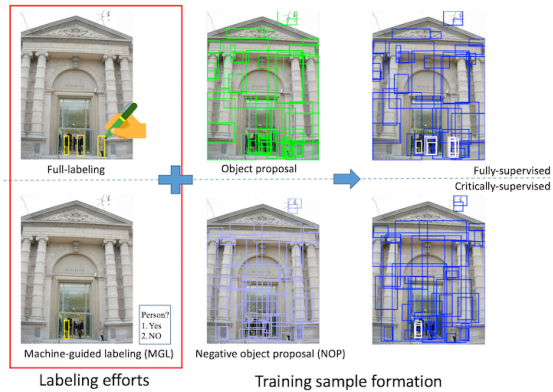 Full-labeling
Object proposal
Fully-supervised
Critically-supervised
Person?
1. Yes
2. NO
Machine-guided labeling (MGL)
Negative object proposal (NOP)
Labeling efforts
Training sample formation